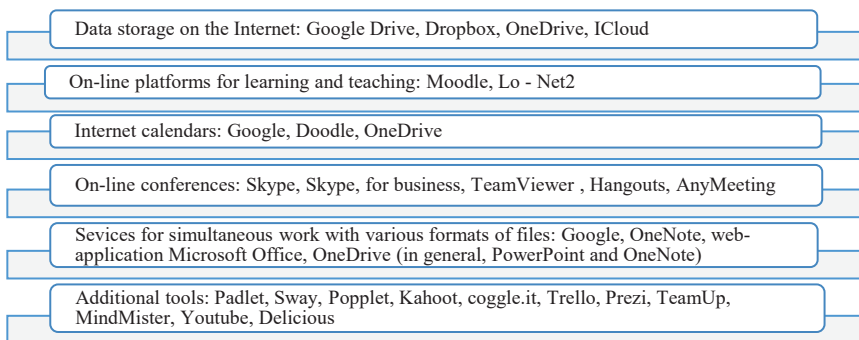 Data storage on the Internet: Google Drive, Dropbox, OneDrive, ICloud
On-line platforms for learning and teaching: Moodle, Lo - Net2
Internet calendars: Google, Doodle, OneDrive
On-line conferences: Skype, Skype, for business, TeamViewer , Hangouts, AnyMeeting
Sevices for simultaneous work with various formats of files: Google, OneNote, web-
application Microsoft Office, OneDrive (in general, PowerPoint and OneNote)
Additional tools: Padlet, Sway, Popplet, Kahoot, coggle.it, Trello, Prezi, TeamUp,
MindMister, Youtube, Delicious